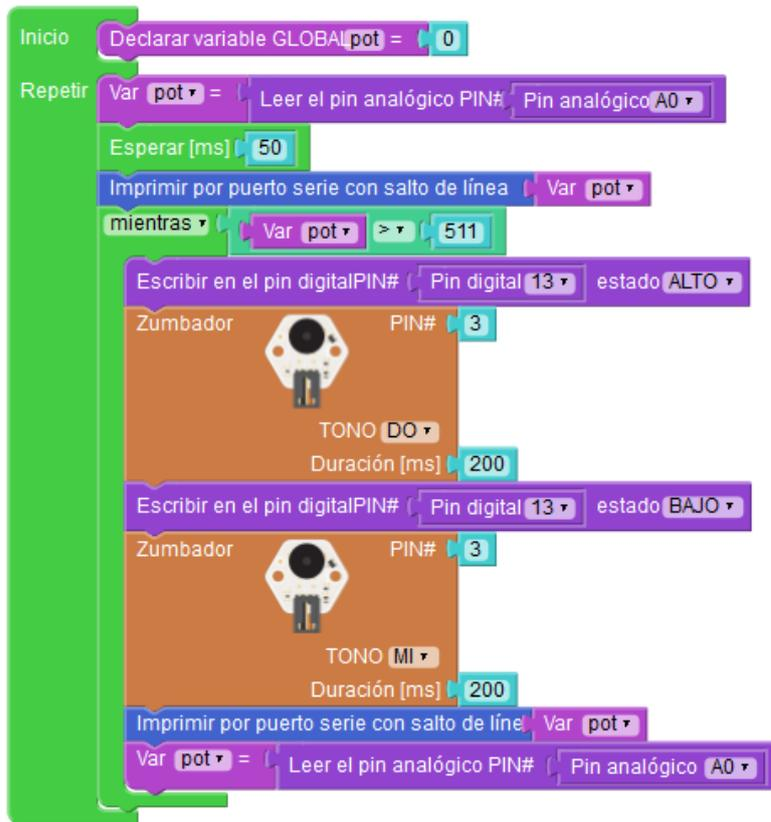 Inicio Declarar variable GLOBAL pot = 0
Repetir Var pot = Leer el pin analógico PIN# Pin analógico A0
Esperar [ms] 50
Imprimir por puerto serie con salto de línea Var pot
mientras Var pot > 511
Escribir en el pin digitalPIN# Pin digital 13 estado ALTO
Zumbador PIN# 3
TONO DO
Duración [ms] 200
Escribir en el pin digitalPIN# Pin digital 13 estado BAJO
Zumbador PIN# 3
TONO MI
Duración [ms] 200
Imprimir por puerto serie con salto de líne Var pot
Var pot = Leer el pin analógico PIN# Pin analógico A0